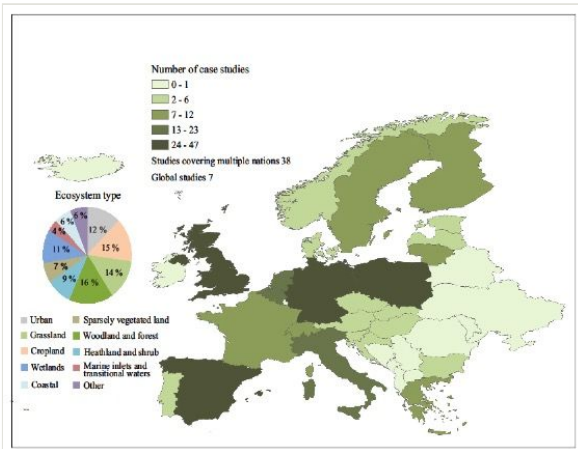 Number of case studies
0 - 1
2 - 6
7 - 12
13 - 23
24 - 47
Studies covering multiple nations 38
Global studies 7
Ecosystem type
6 %
6 %
12 %
4 %
11 %
15 %
7 %
14 %
9 %
16 %
Urban
Sparsely vegetated land
Grassland
Woodland and forest
Cropland
Heathland and shrub
Wetlands
Marine inlets and
transitional waters
Coastal
Other